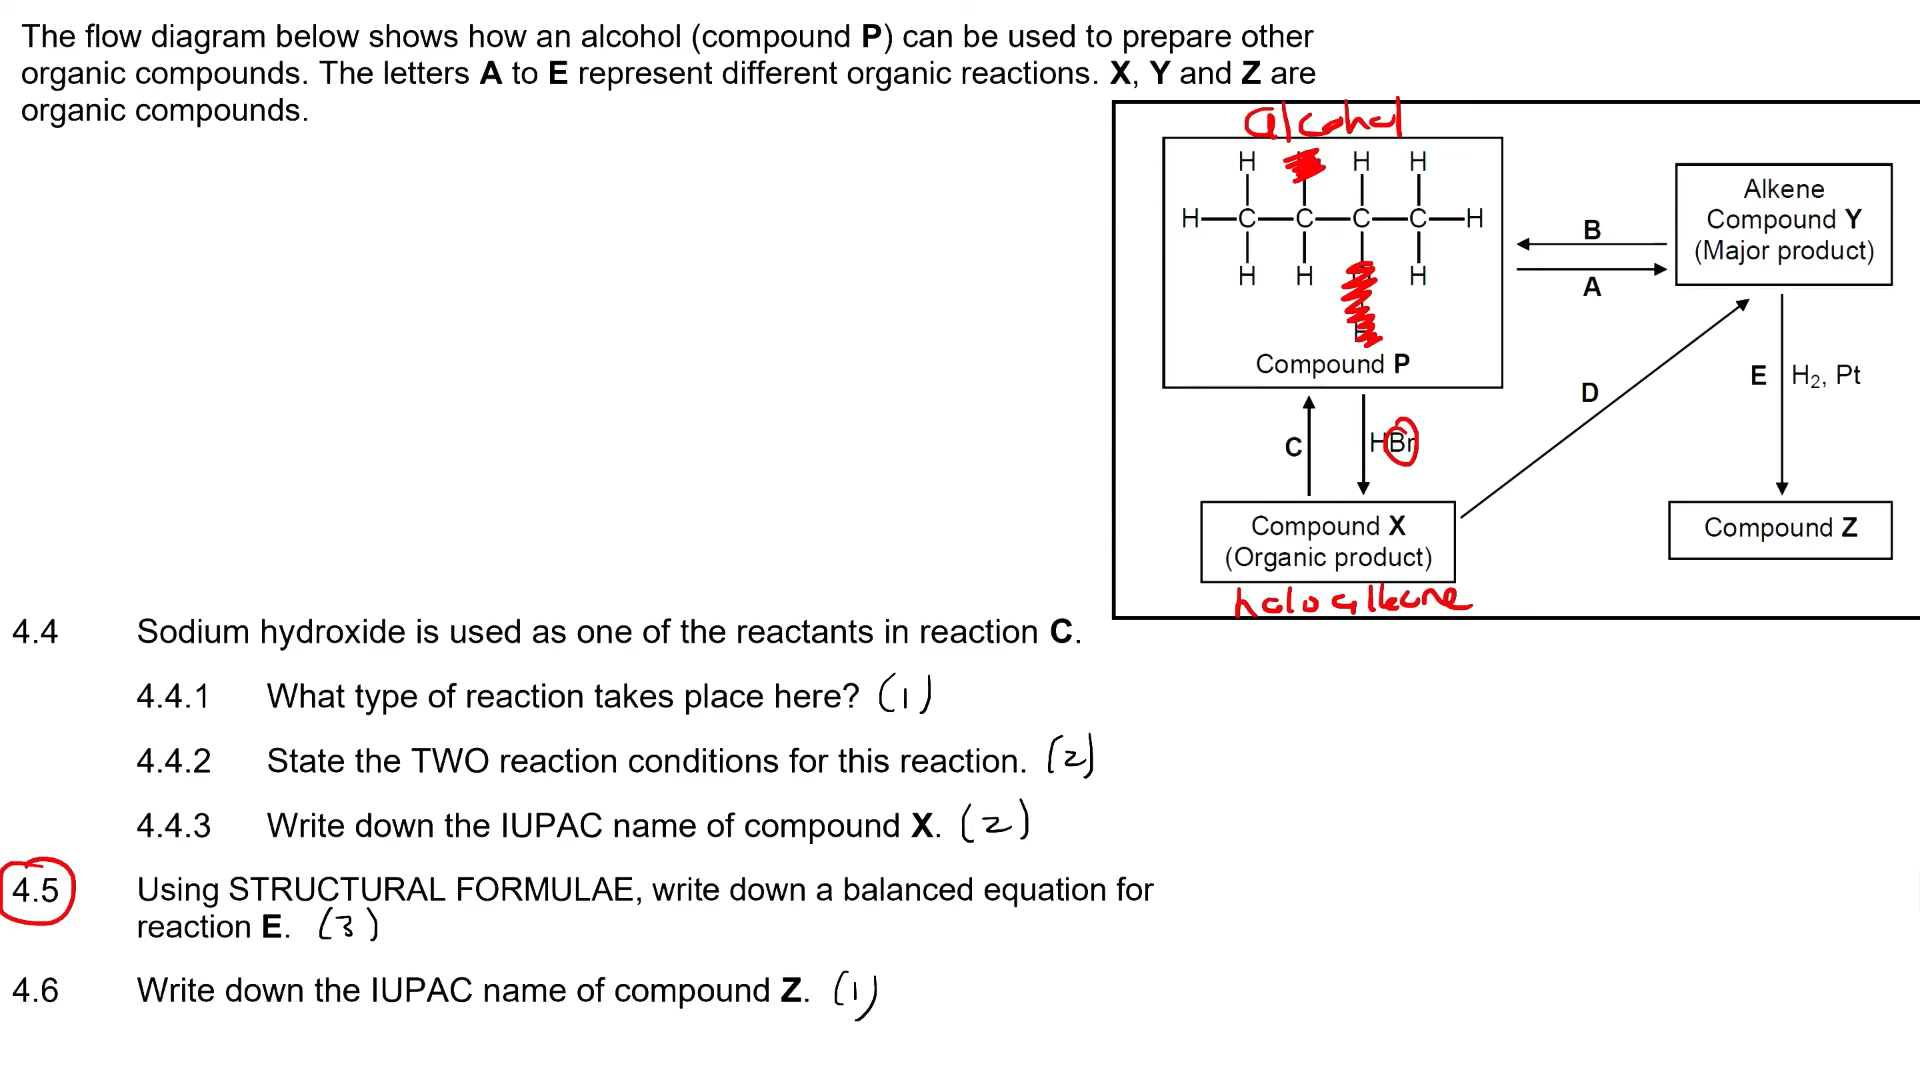 The flow diagram below shows how an alcohol (compound P) can be used to prepare other
organic compounds. The letters A to E represent different organic reactions. X, Y and Z are
organic compounds.
alcohol
H H H
H C C C C H
H H H
Compound P
B
A
Alkene
Compound Y
(Major product)
C
HBr
D
E
H₂, Pt
Compound X
(Organic product)
haloalkane
Compound Z
4.4 Sodium hydroxide is used as one of the reactants in reaction C.
4.4.1 What type of reaction takes place here? (1)
4.4.2 State the TWO reaction conditions for this reaction. (2)
4.4.3 Write down the IUPAC name of compound X. (2)
4.5 Using STRUCTURAL FORMULAE, write down a balanced equation for
reaction E. (3)
4.6 Write down the IUPAC name of compound Z. (1)